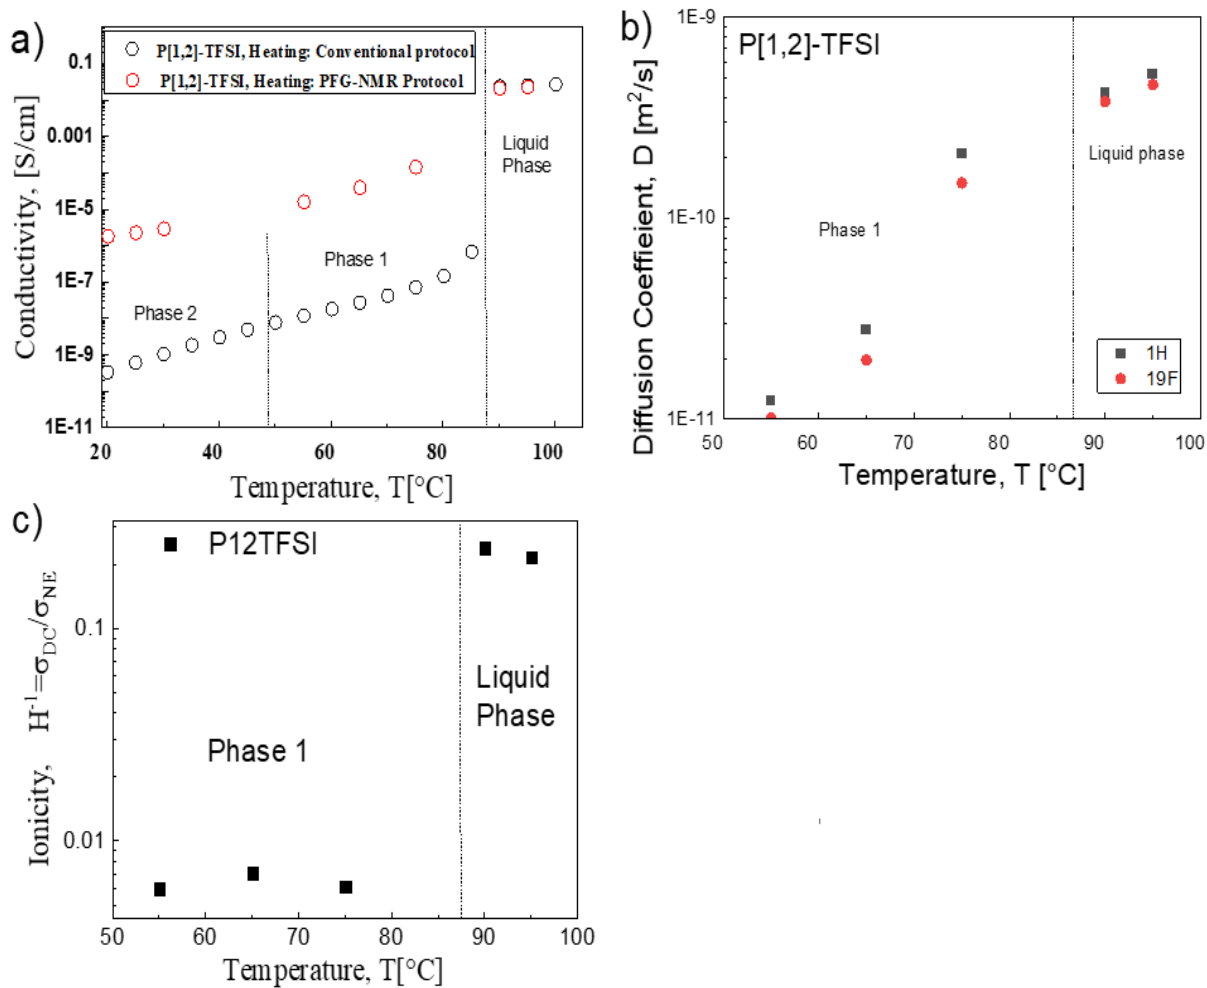 a)
P[1,2]-TFSI, Heating: Conventional protocol
P[1,2]-TFSI, Heating: PFG-NMR Protocol
0.1
0.001
1E-5
1E-7
1E-9
1E-11
Conductivity, [S/cm]
Liquid
Phase
Phase 1
Phase 2
20 40 60 80 100
Temperature, T[°C]
b)
1E-9
1E-10
1E-11
Diffusion Coeffieient, D [m²/s]
P[1,2]-TFSI
Liquid phase
Phase 1
1H
19F
50 60 70 80 90 100
Temperature, T [°C]
c)
P12TFSI
0.1
0.01
Ionicity, H⁻¹=σDC/σNE
Liquid
Phase
Phase 1
50 60 70 80 90 100
Temperature, T[°C]